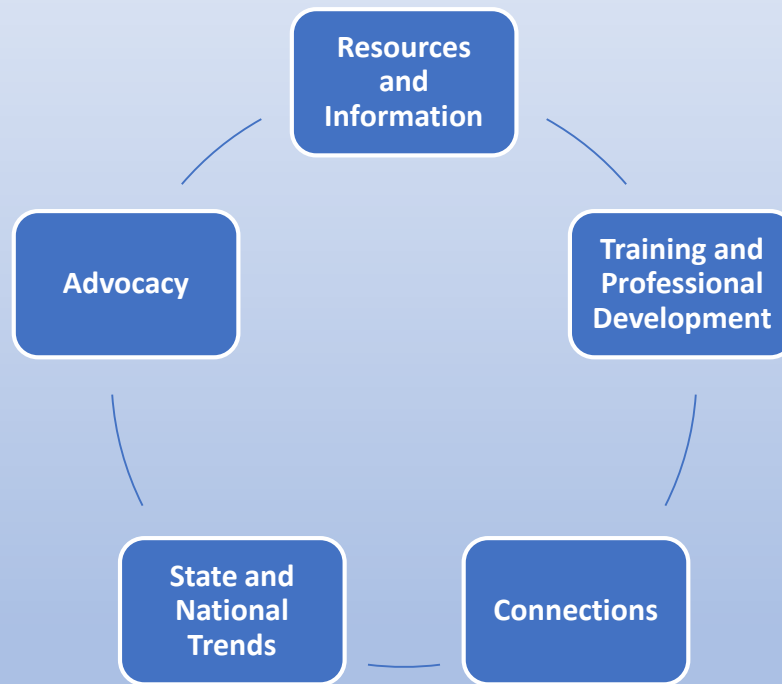 Resources
and
Information
Advocacy
Training and
Professional
Development
State and
National
Trends
Connections